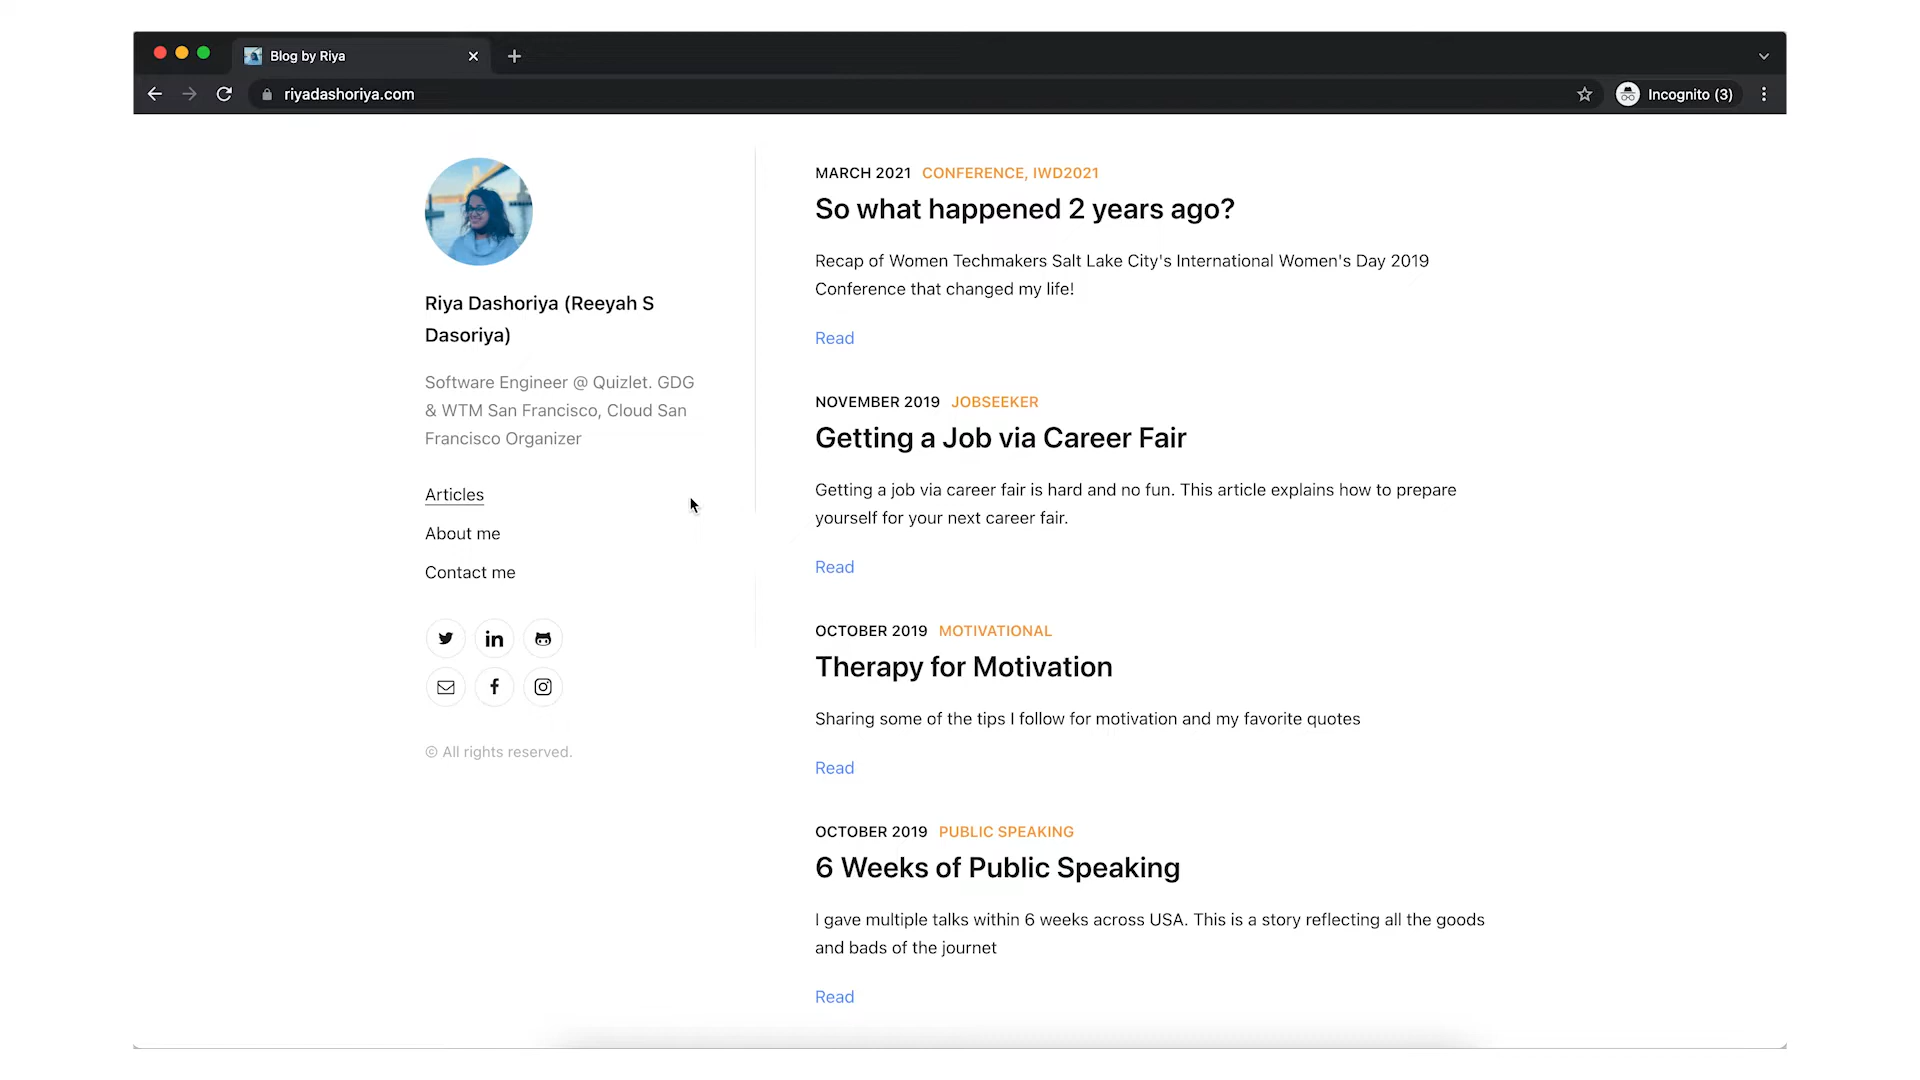 Blog by Riya
riyadashoriya.com
Incognito (3)
Riya Dashoriya (Reeyah S
Dasoriya)
Software Engineer @ Quizlet. GDG
& WTM San Francisco, Cloud San
Francisco Organizer
Articles
About me
Contact me
© All rights reserved.
MARCH 2021 CONFERENCE, IWD2021
So what happened 2 years ago?
Recap of Women Techmakers Salt Lake City's International Women's Day 2019
Conference that changed my life!
Read
NOVEMBER 2019 JOBSEEKER
Getting a Job via Career Fair
Getting a job via career fair is hard and no fun. This article explains how to prepare
yourself for your next career fair.
Read
OCTOBER 2019 MOTIVATIONAL
Therapy for Motivation
Sharing some of the tips I follow for motivation and my favorite quotes
Read
OCTOBER 2019 PUBLIC SPEAKING
6 Weeks of Public Speaking
I gave multiple talks within 6 weeks across USA. This is a story reflecting all the goods
and bads of the journet
Read